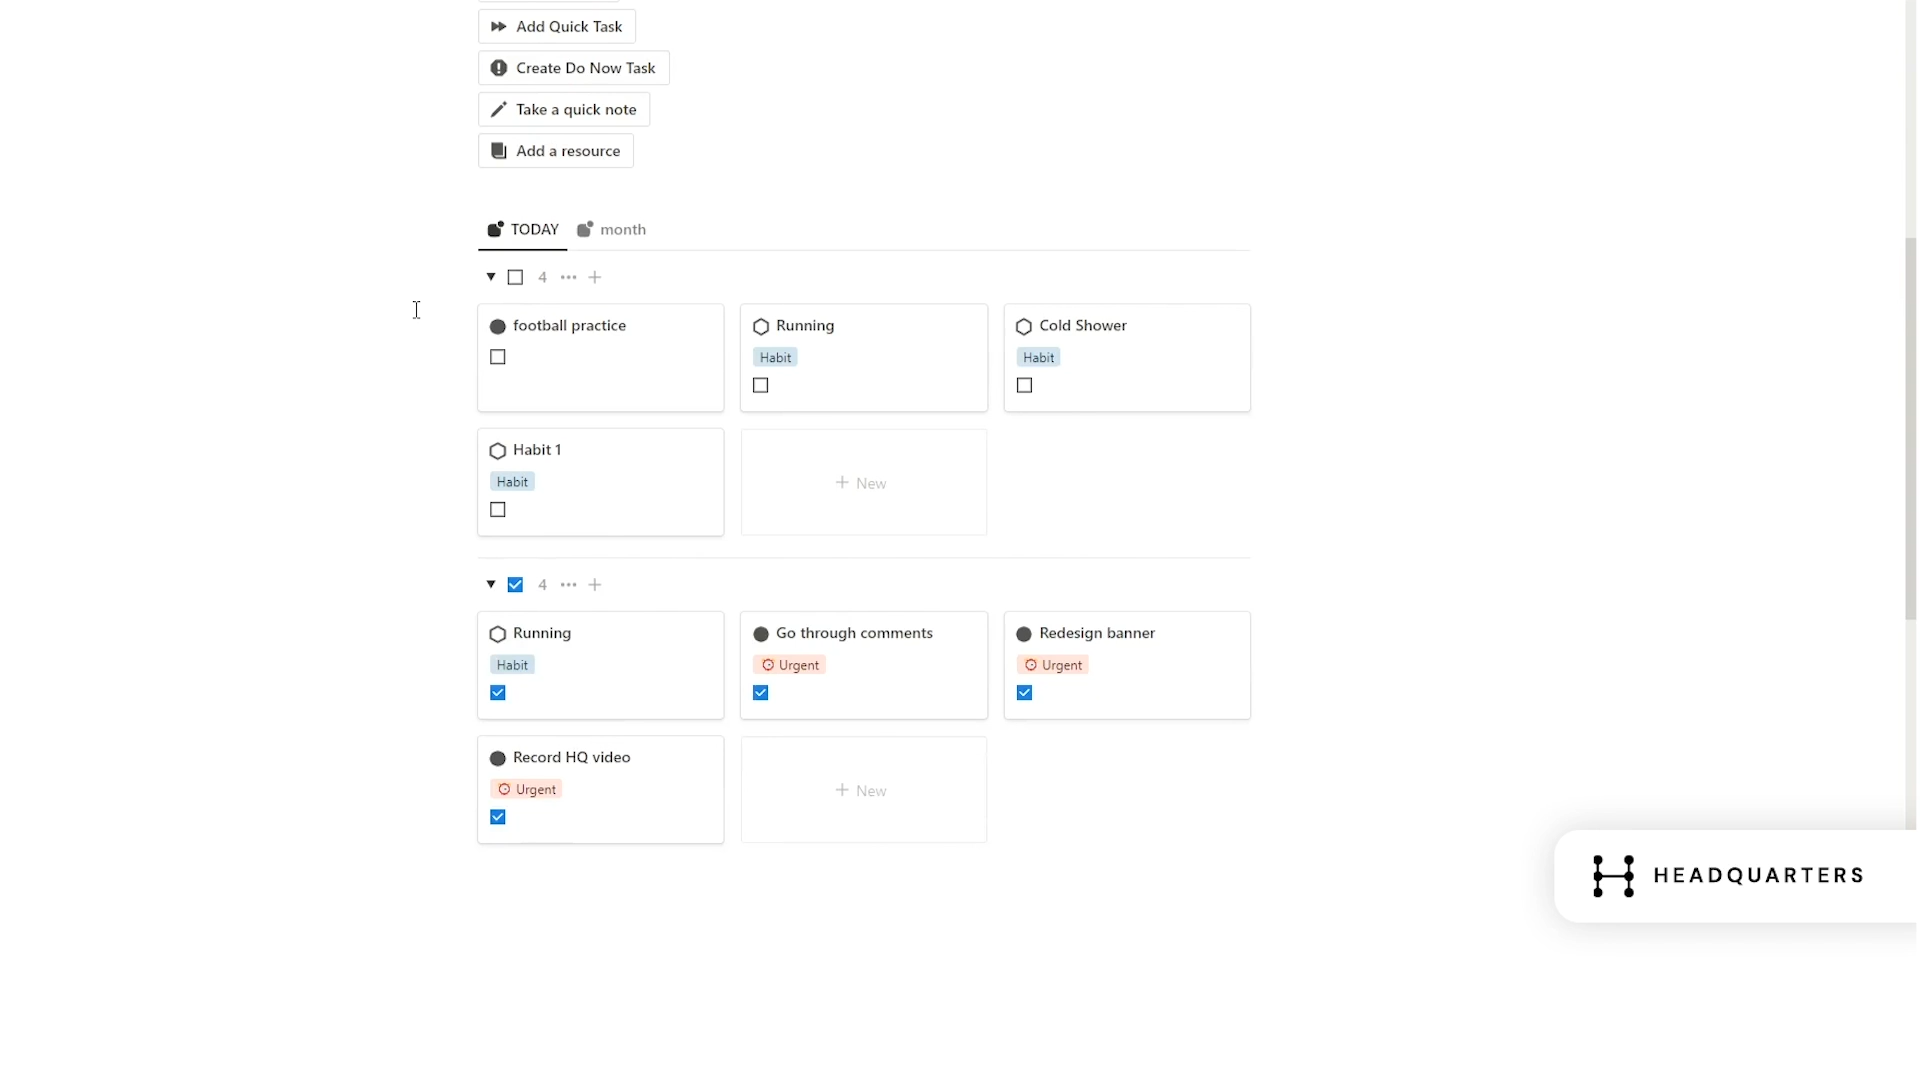 Add Quick Task
Create Do Now Task
Take a quick note
Add a resource
TODAY month
4
football practice Running Cold Shower
Habit Habit
Habit 1
Habit
+ New
4
Running Go through comments Redesign banner
Habit Urgent Urgent
Record HQ video
Urgent
+ New
HEADQUARTERS